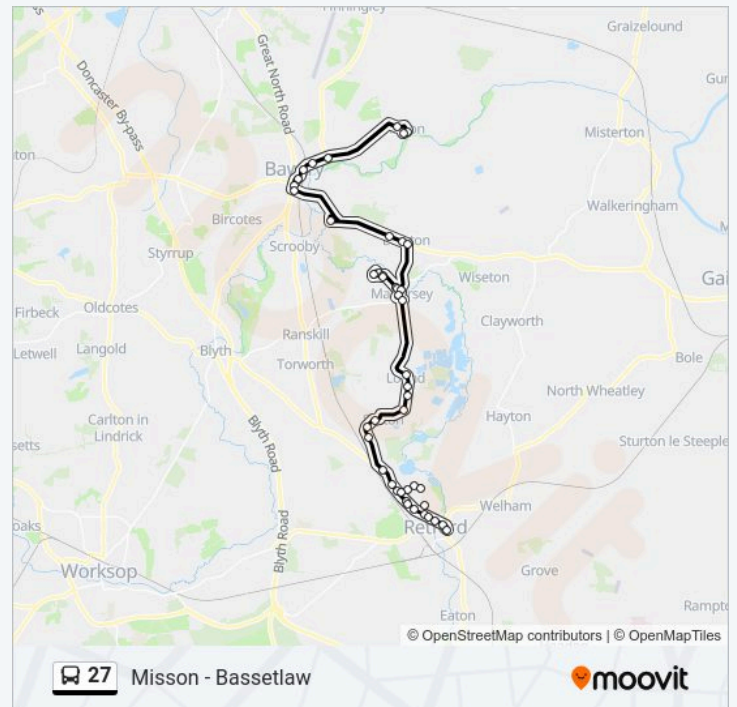 Finningley
Graizelound
Great North Road
Doncaster By-pass
Misterton
Walkeringham
Bircotes
Scrooby
Styrrup
Wiseton
Oldcotes
Firbeck
Clayworth
Ranskill
Letwell
Langold
Blyth
Torworth
Bole
North Wheatley
Carlton in
Lindrick
Hayton
Blyth Road
Sturton le Steeple
Welham
Retford
Blyth Road
Worksop
Grove
Eaton
© OpenStreetMap contributors | © OpenMapTiles
27 Misson - Bassetlaw
moovit